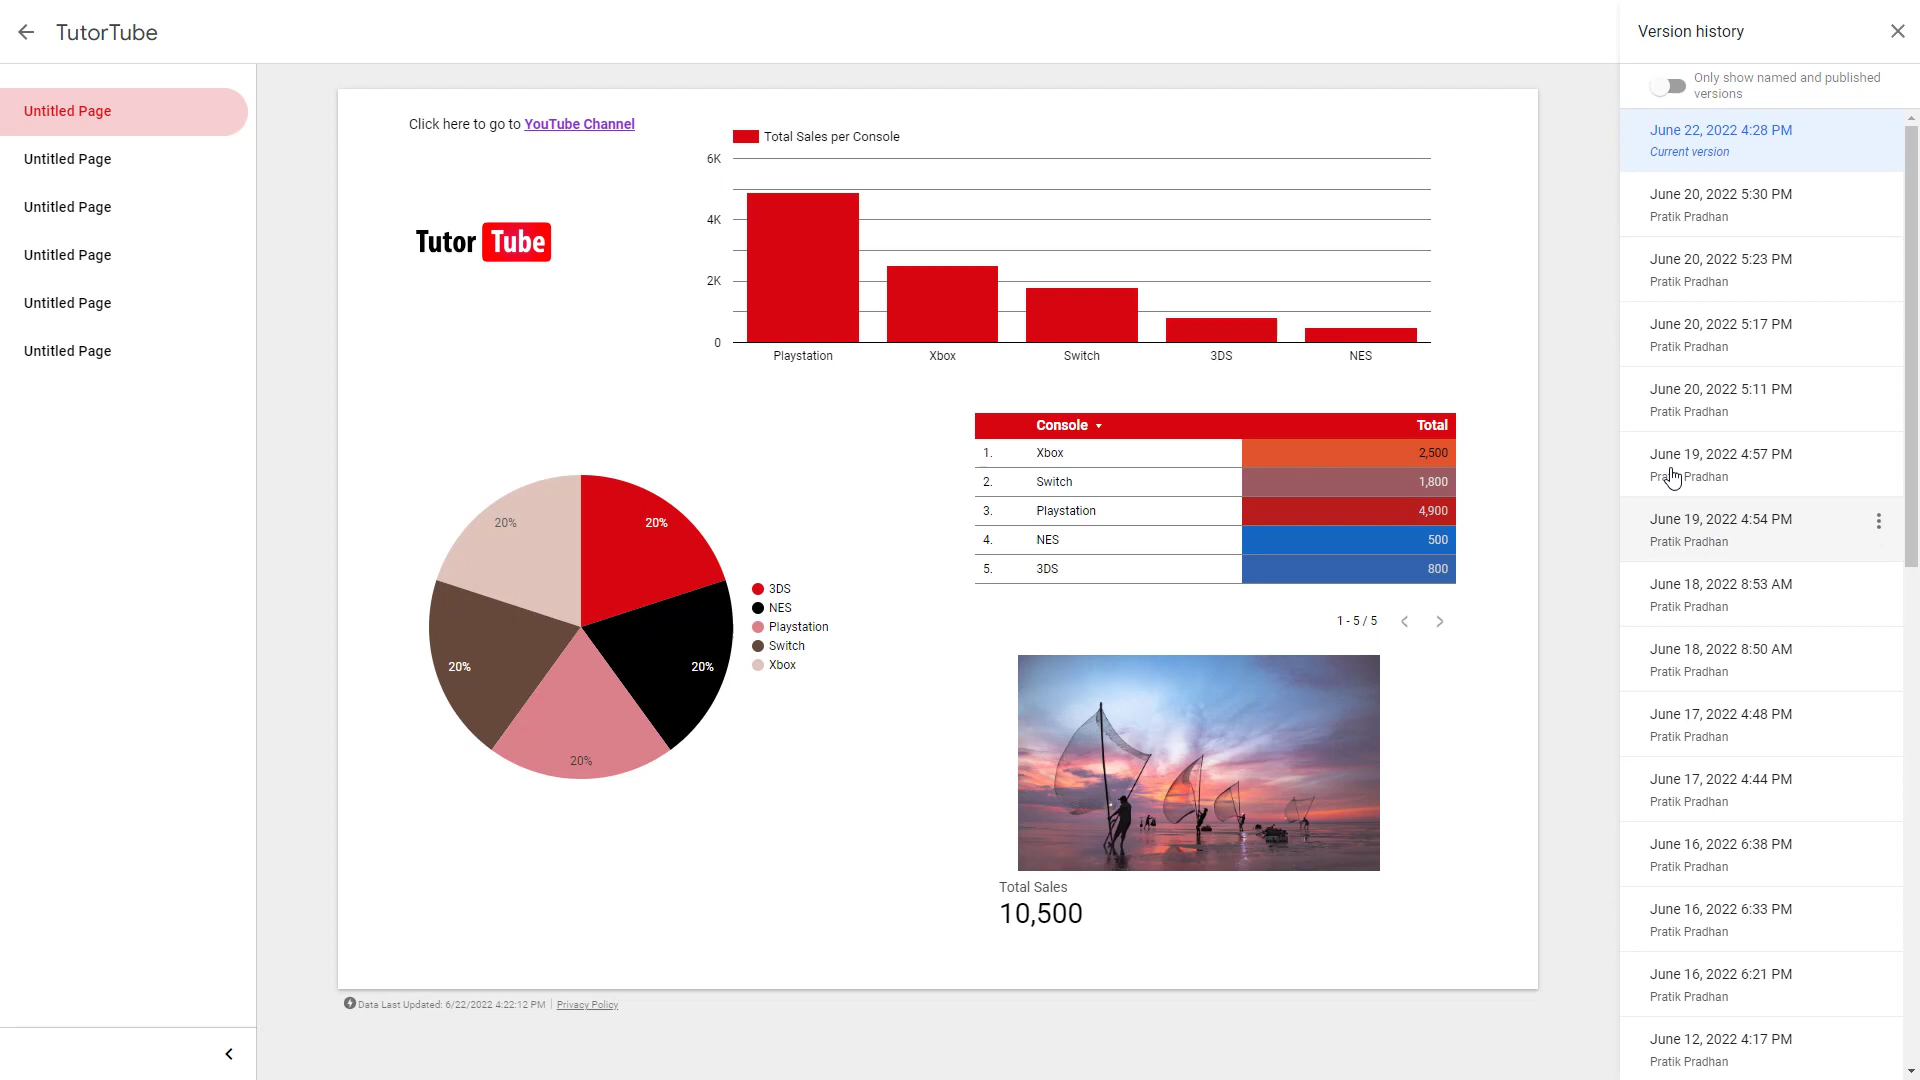 TutorTube
Untitled Page
Untitled Page
Untitled Page
Untitled Page
Untitled Page
Untitled Page
Click here to go to YouTube Channel
Tutor Tube
Total Sales per Console
6K
4K
2K
0
Playstation Xbox Switch 3DS NES
20%
20%
20%
20%
20%
3DS
NES
Playstation
Switch
Xbox
Console Total
1. Xbox 2,500
2. Switch 1,800
3. Playstation 4,900
4. NES 500
5. 3DS 800
1 - 5 / 5
Total Sales
10,500
Data Last Updated: 6/22/2022 4:22:12 PM | Privacy Policy
Version history
Only show named and published
versions
June 22, 2022 4:28 PM
Current version
June 20, 2022 5:30 PM
Pratik Pradhan
June 20, 2022 5:23 PM
Pratik Pradhan
June 20, 2022 5:17 PM
Pratik Pradhan
June 20, 2022 5:11 PM
Pratik Pradhan
June 19, 2022 4:57 PM
Pratik Pradhan
June 19, 2022 4:54 PM
Pratik Pradhan
June 18, 2022 8:53 AM
Pratik Pradhan
June 18, 2022 8:50 AM
Pratik Pradhan
June 17, 2022 4:48 PM
Pratik Pradhan
June 17, 2022 4:44 PM
Pratik Pradhan
June 16, 2022 6:38 PM
Pratik Pradhan
June 16, 2022 6:33 PM
Pratik Pradhan
June 16, 2022 6:21 PM
Pratik Pradhan
June 12, 2022 4:17 PM
Pratik Pradhan